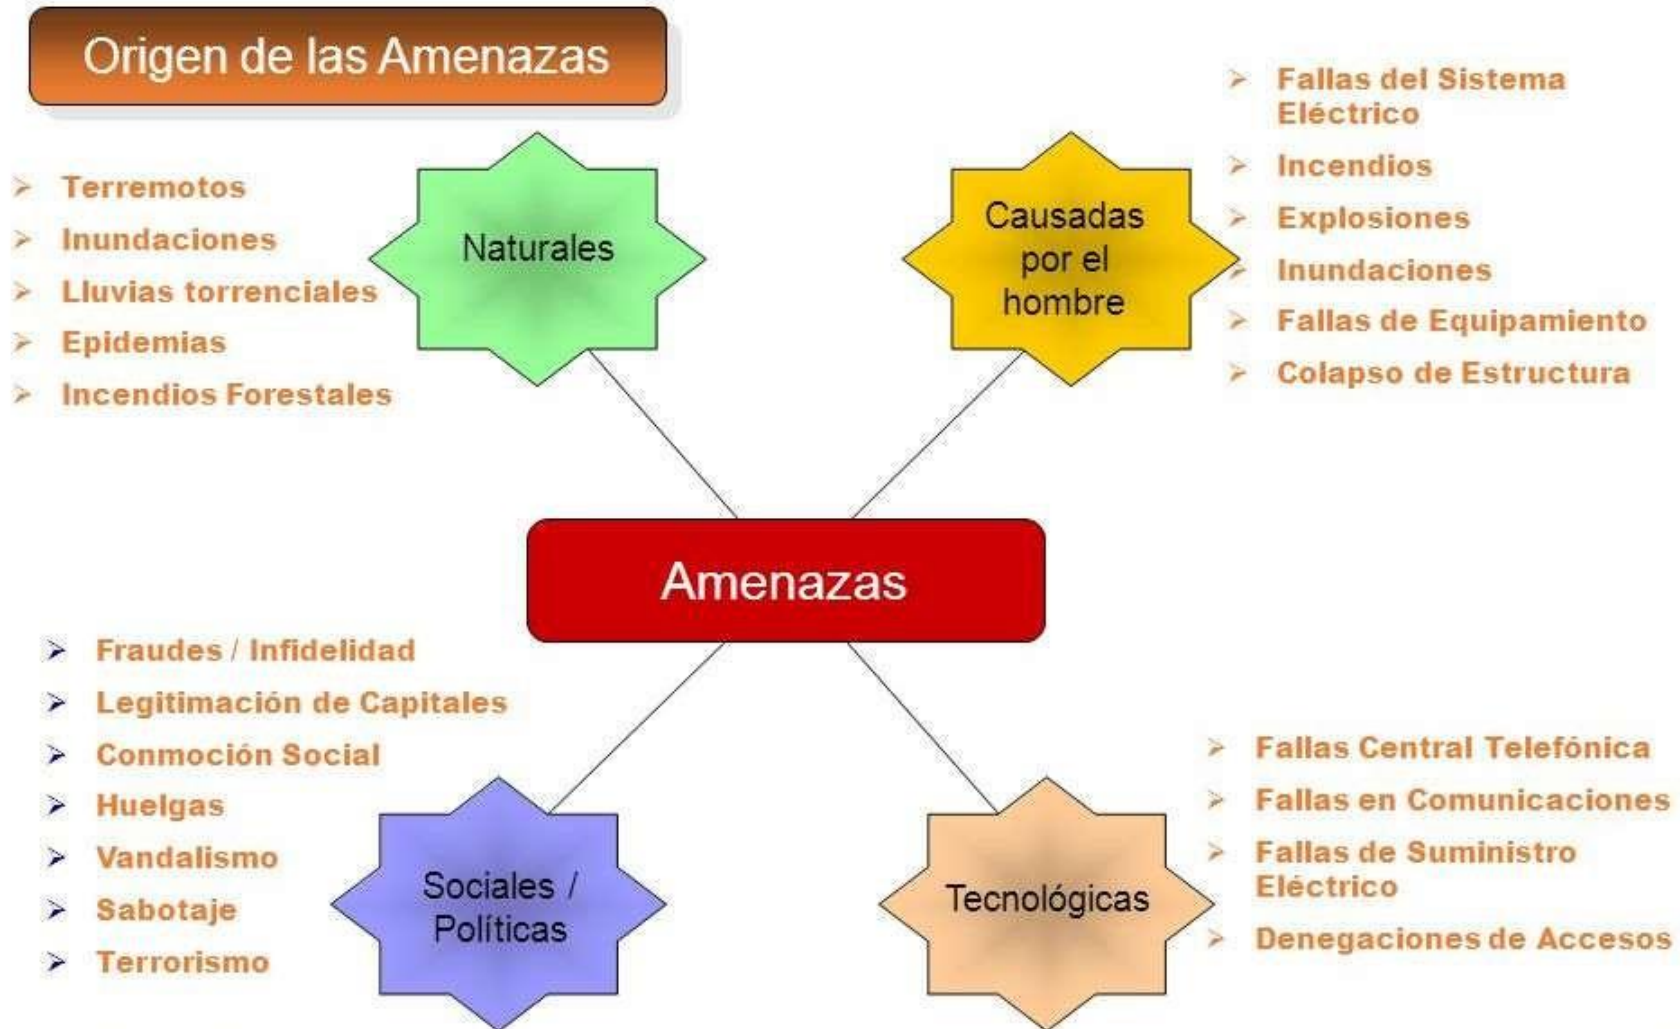 Origen de las Amenazas
Naturales
Terremotos
Inundaciones
Lluvias torrenciales
Epidemias
Incendios Forestales
Causadas
por el
hombre
Fallas del Sistema
Eléctrico
Incendios
Explosiones
Inundaciones
Fallas de Equipamiento
Colapso de Estructura
Amenazas
Fraudes / Infidelidad
Legitimación de Capitales
Conmoción Social
Huelgas
Vandalismo
Sabotaje
Terrorismo
Sociales /
Políticas
Tecnológicas
Fallas Central Telefónica
Fallas en Comunicaciones
Fallas de Suministro
Eléctrico
Denegaciones de Accesos